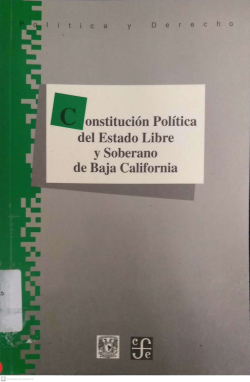 Política y Derecho
Constitución Política
del Estado Libre
y Soberano
de Baja California
c f
e